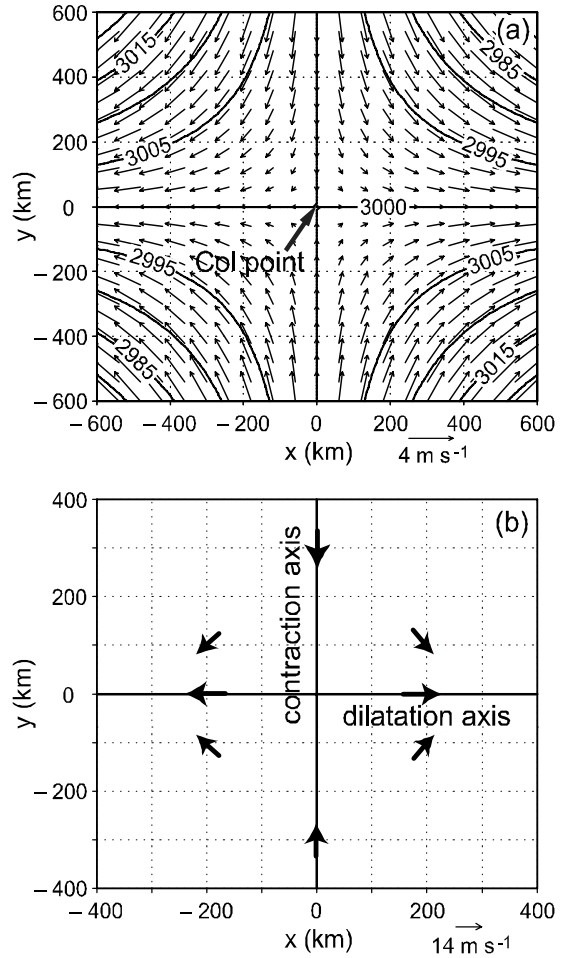 (a)
600
3015
2985
400
200
3005
2995
y (km)
0
3000
Col point
– 200
2995
3005
– 400
2985
3015
– 600
– 600 – 400 – 200 0 200 400 600
x (km)
4 m s-1
(b)
400
contraction axis
200
y (km)
0
dilatation axis
– 200
– 400
– 400 – 200 0 200 400
x (km)
14 m s-1